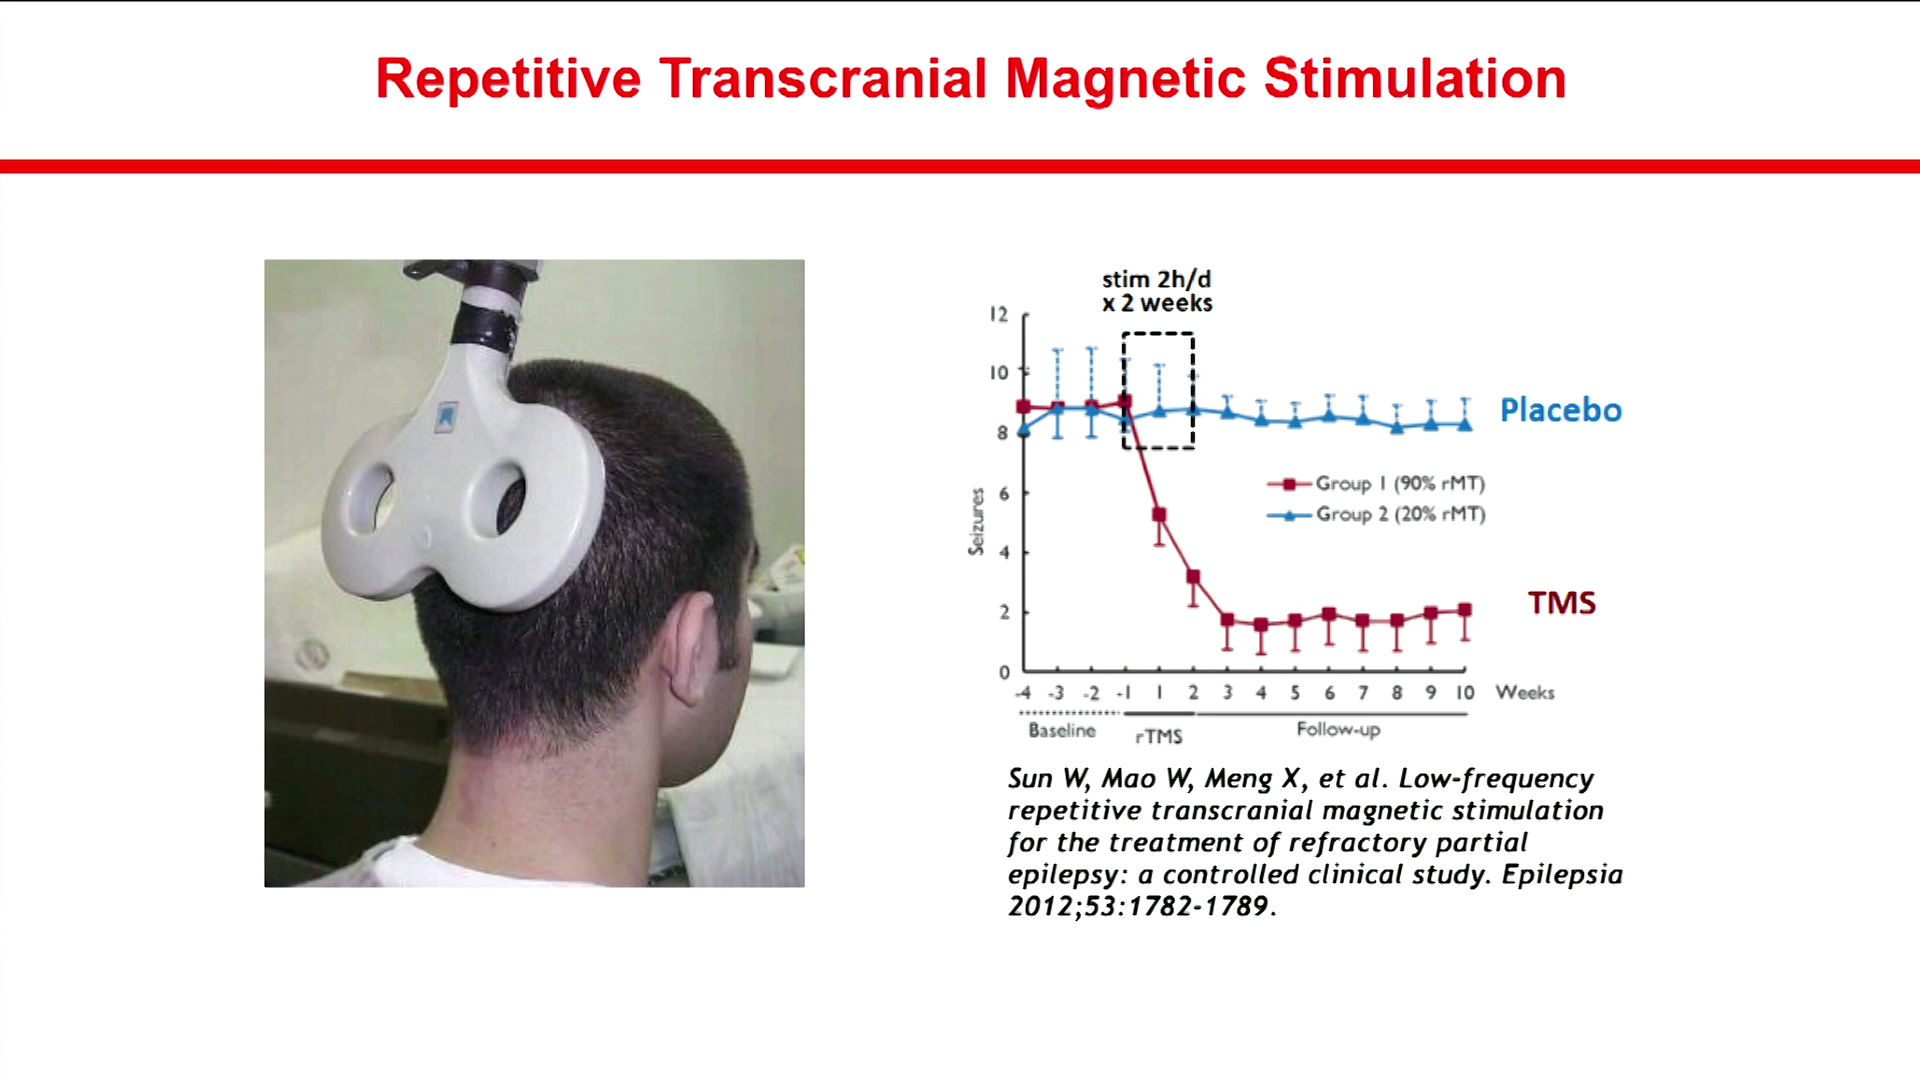 Repetitive Transcranial Magnetic Stimulation
stim 2h/d
x 2 weeks
12
10
8
6
4
2
0
Seizures
Placebo
Group 1 (90% rMT)
Group 2 (20% rMT)
TMS
-4 -3 -2 -1 1 2 3 4 5 6 7 8 9 10 Weeks
Baseline rTMS Follow-up
Sun W, Mao W, Meng X, et al. Low-frequency
repetitive transcranial magnetic stimulation
for the treatment of refractory partial
epilepsy: a controlled clinical study. Epilepsia
2012;53:1782-1789.